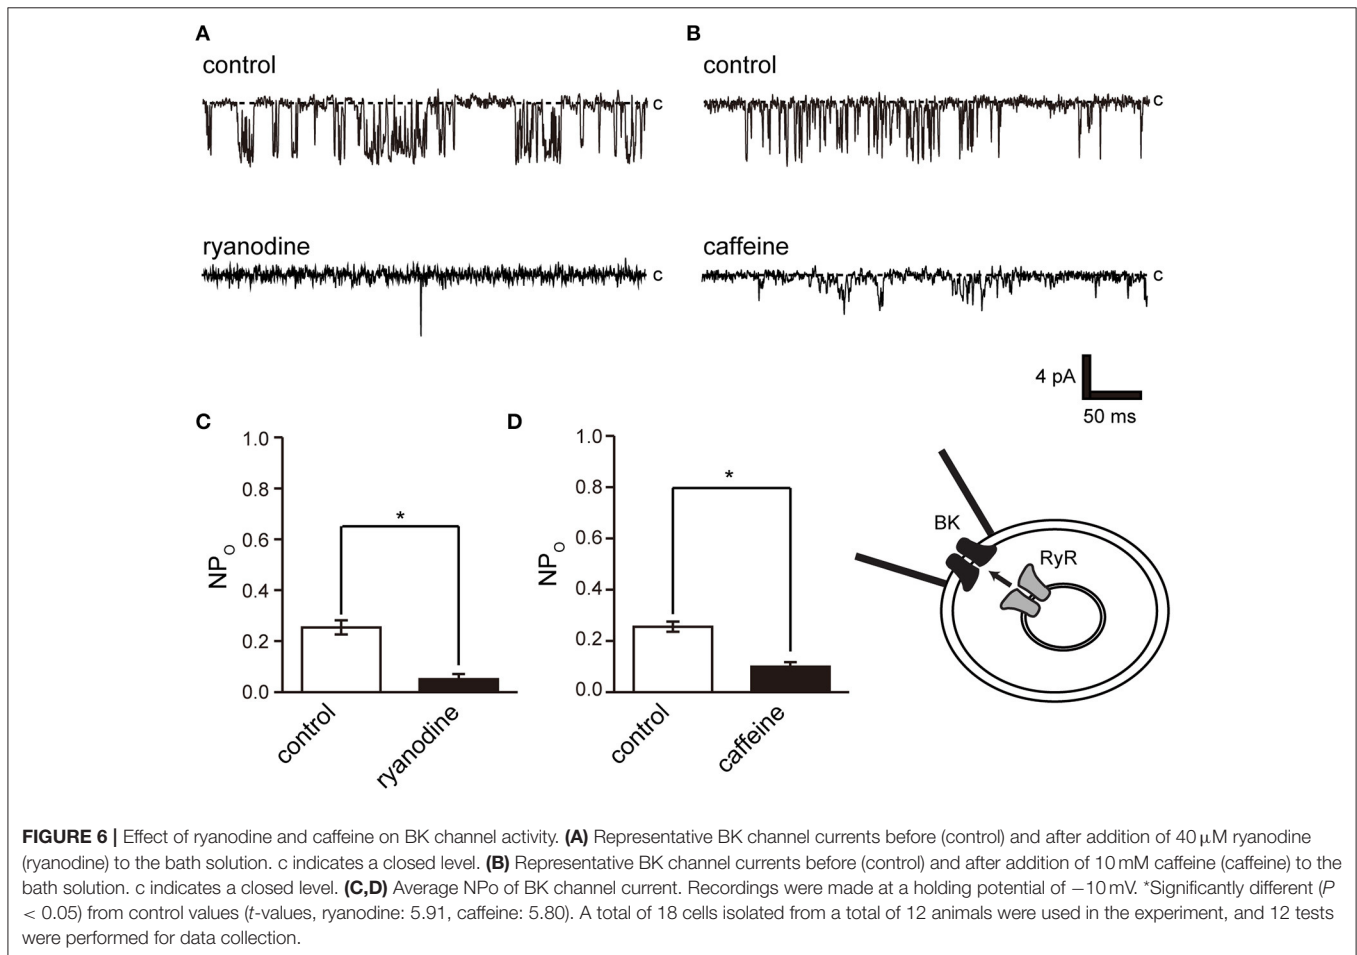 A
B
control
control
c
c
ryanodine
caffeine
c
c
4 pA
50 ms
C
D
1.0
0.8
0.6
0.4
0.2
0.0
NPO
*
control
ryanodine
1.0
0.8
0.6
0.4
0.2
0.0
NPO
*
control
caffeine
BK
RyR
FIGURE 6 | Effect of ryanodine and caffeine on BK channel activity. (A) Representative BK channel currents before (control) and after addition of 40 μM ryanodine
(ryanodine) to the bath solution. c indicates a closed level. (B) Representative BK channel currents before (control) and after addition of 10 mM caffeine (caffeine) to the
bath solution. c indicates a closed level. (C,D) Average NPo of BK channel current. Recordings were made at a holding potential of −10 mV. *Significantly different (P
< 0.05) from control values (t-values, ryanodine: 5.91, caffeine: 5.80). A total of 18 cells isolated from a total of 12 animals were used in the experiment, and 12 tests
were performed for data collection.